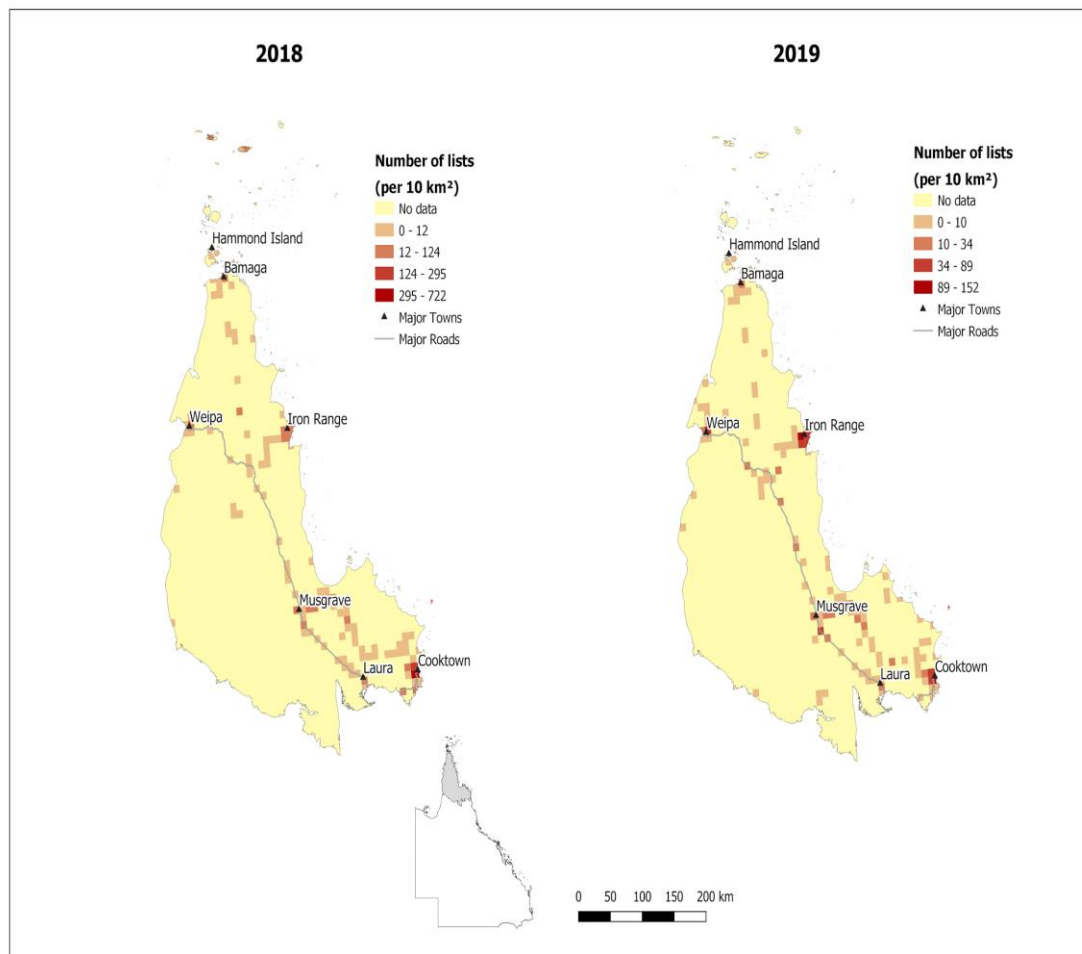 2018
Number of lists
(per 10 km²)
No data
0 - 12
12 - 124
124 - 295
295 - 722
Major Towns
Major Roads
Hammond Island
Bamaga
Weipa
Iron Range
Musgrave
Laura
Cooktown
2019
Number of lists
(per 10 km²)
No data
0 - 10
10 - 34
34 - 89
89 - 152
Major Towns
Major Roads
Hammond Island
Bamaga
Weipa
Iron Range
Musgrave
Laura
Cooktown
0 50 100 150 200 km